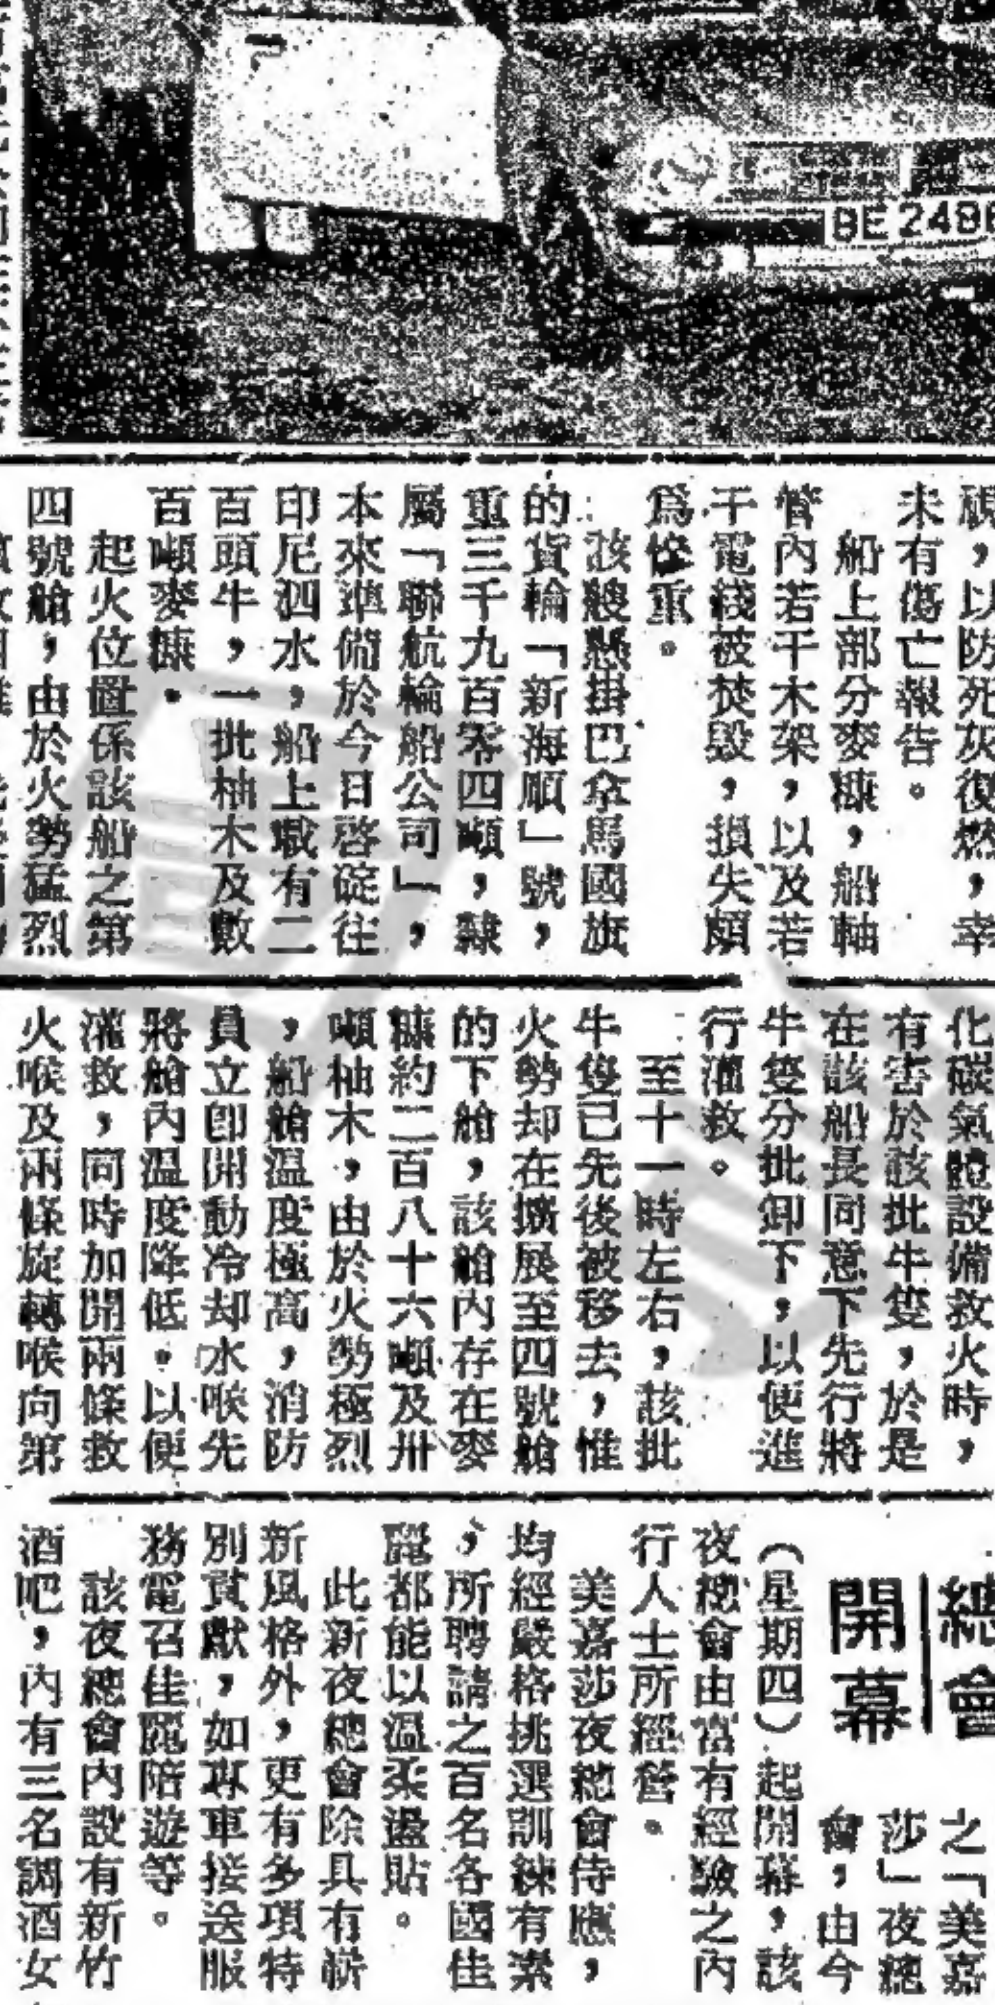 BE 248
視，以防死灰復燃，幸
未有傷亡報告。
船上部分麥糠，船軸
管內若干木架，以及若
干電綫被焚毀，損失頗
爲慘重。
該艘懸掛巴拿馬國旗
的貨輪「新海順」號，
重三千九百零四噸，隸
屬「聯航輪船公司」，
本來準備於今日啓碇往
印尼泗水，船上載有二
百頭牛，一批柚木及數
百噸麥糠。
起火位置係該船之第
四號艙，由於火勢猛烈
化碳氣體設備救火時，
有害於該批牛隻，於是
在該船長同意下先行將
牛隻分批卸下，以便進
行灌救。
至十一時左右，該批
牛隻已先後被移去，惟
火勢却在擴展至四號艙
的下艙，該艙內存在麥
糠約二百八十六噸及卅
噸柚木，由於火勢極烈
，船艙溫度極高，消防
員立卽開動冷却水喉先
將艙內溫度降低，以便
灌救，同時加開兩條救
火喉及兩條旋轉喉向第
總會
開幕
之「美嘉
莎」夜總
會，由今
（星期四）起開幕，該
夜總會由富有經驗之內
行人士所經營。
美嘉莎夜總會侍應，
均經嚴格挑選訓練有素
，所聘請之百名各國佳
麗都能以溫柔溫貼。
此新夜總會除具有嶄
新風格外，更有多項特
別貢獻，如專車接送服
務電召佳麗陪遊等。
該夜總會內設有新竹
酒吧，內有三名調酒女